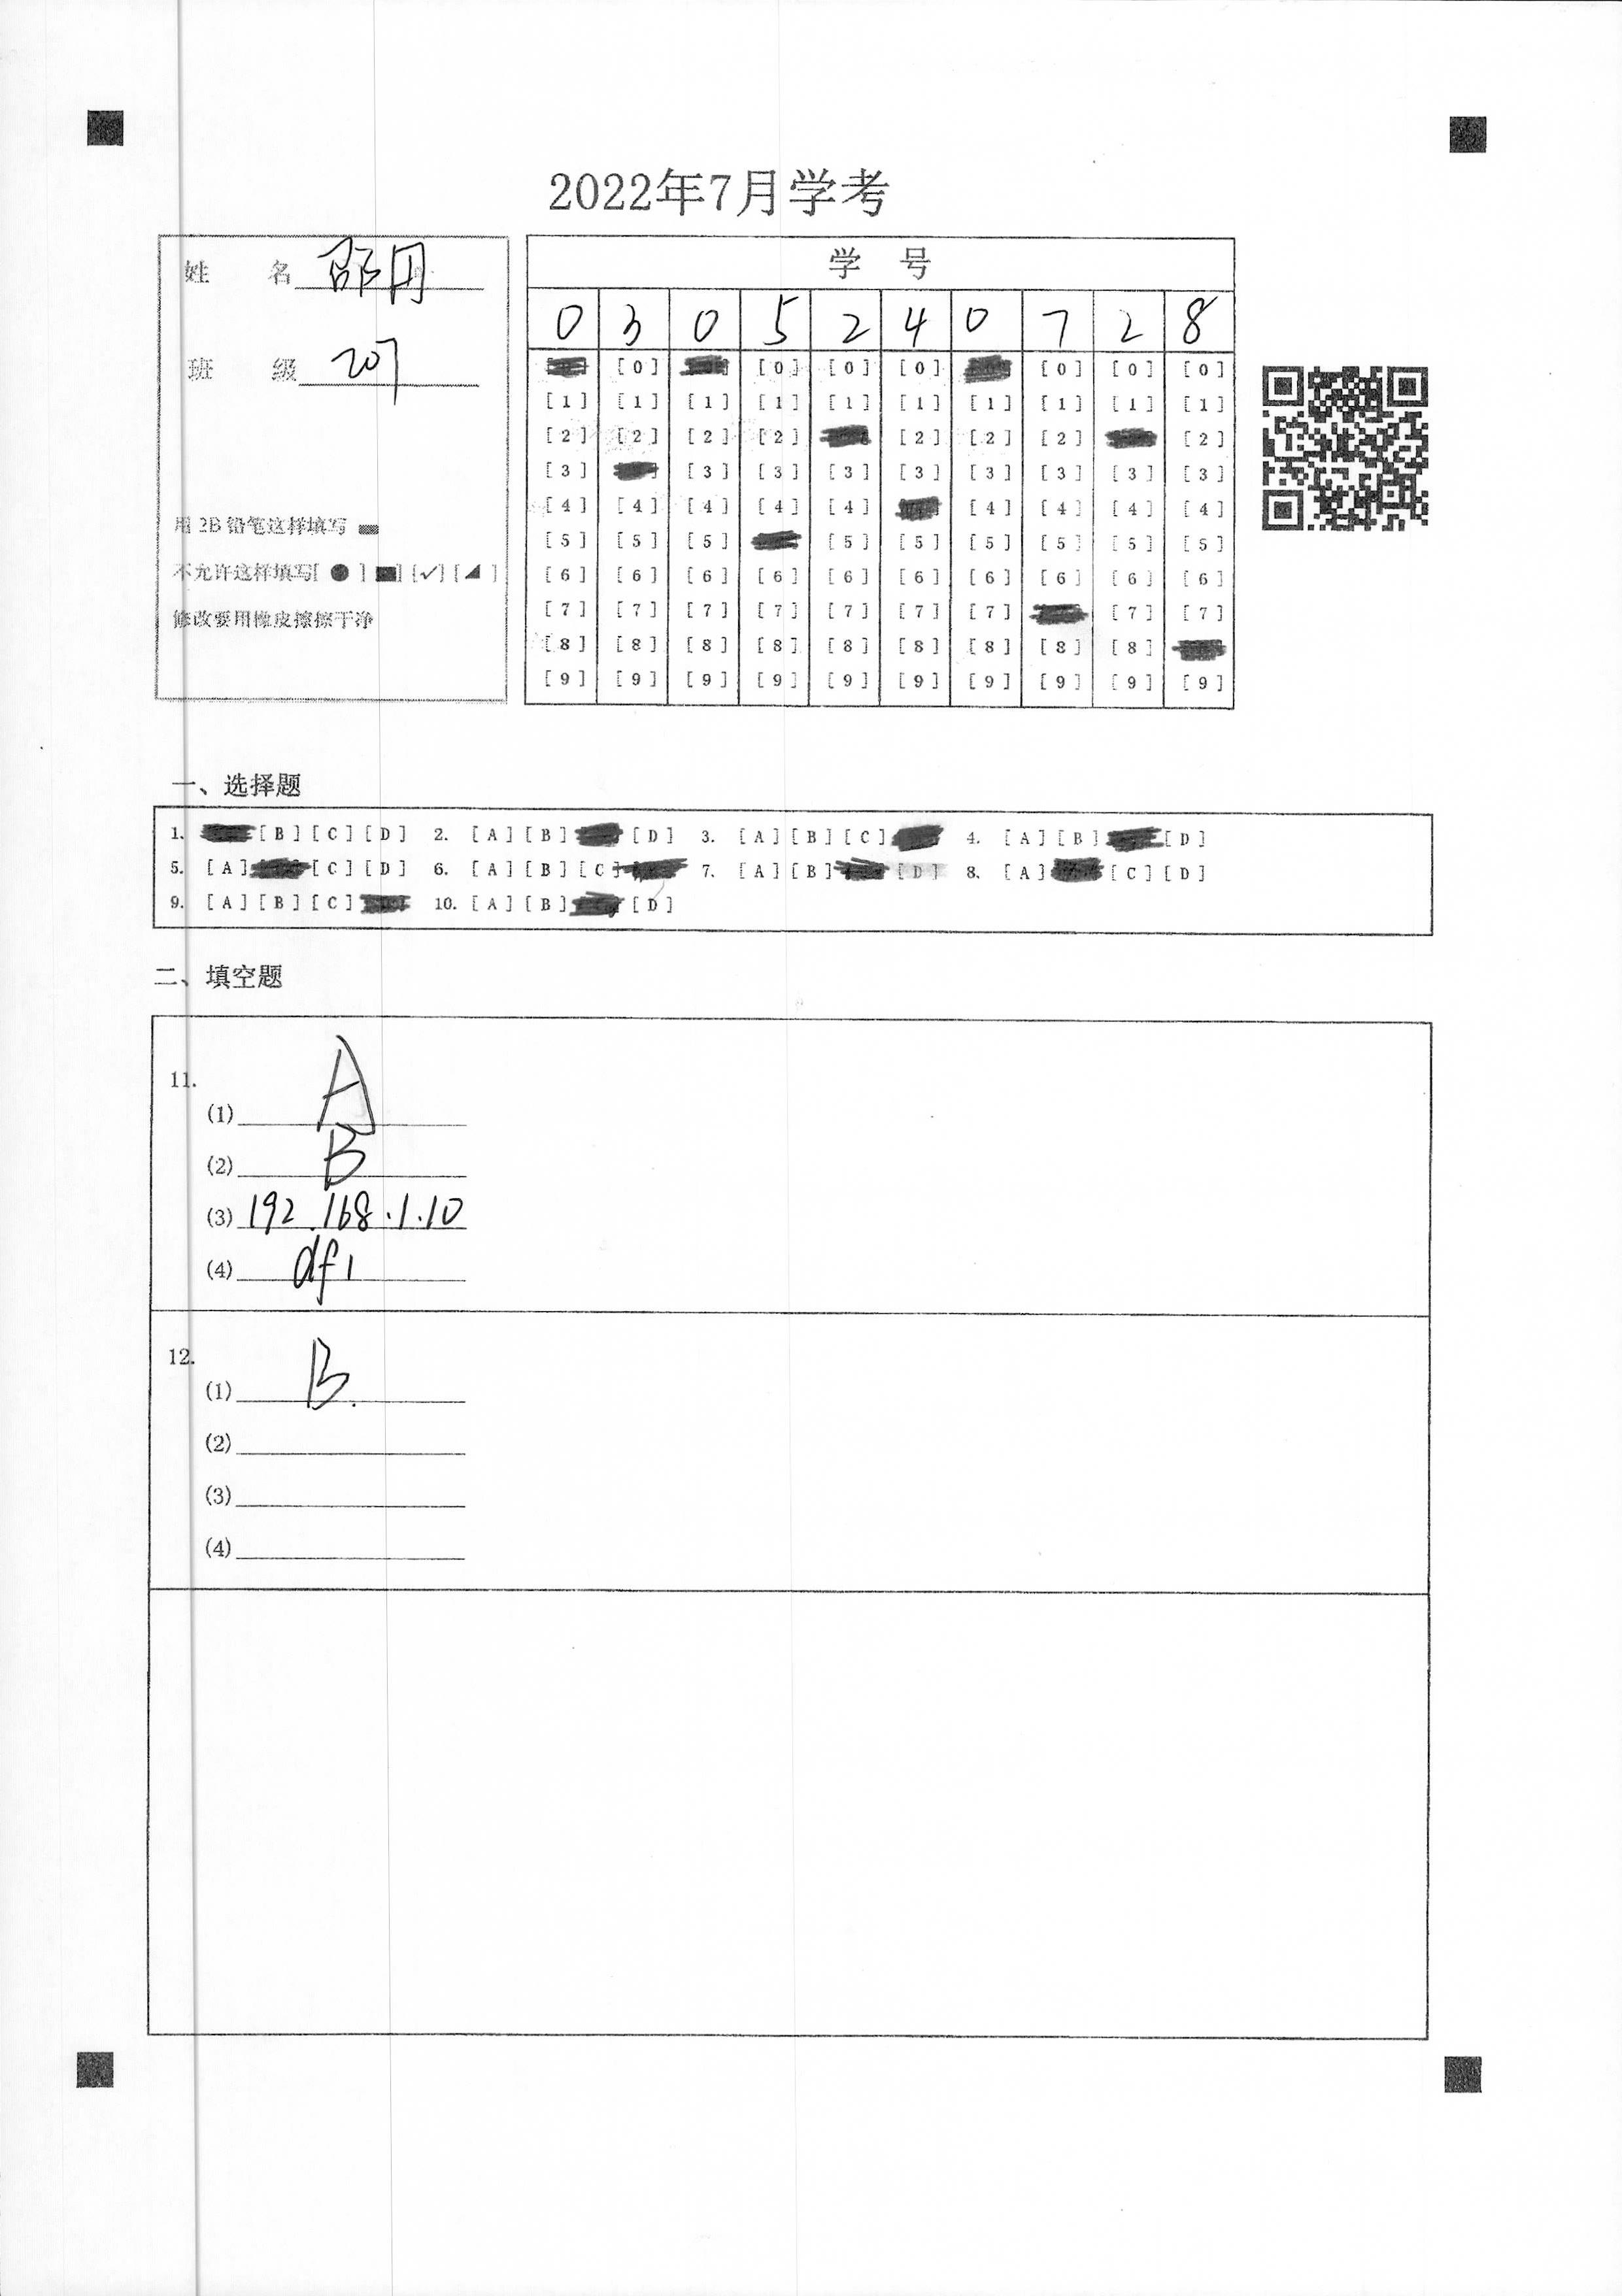 2022年7月学考
姓 名 邵丹
班 级 207
用 2B 铅笔这样填写
不允许这样填写[ ● ] [■] [✓] [◢ ]
修改要用橡皮擦擦干净
学 号
0 3 0 5 2 4 0 7 2 8
[0] [0] [0] [0] [0] [0] [0]
[1] [1] [1] [1] [1] [1] [1] [1] [1] [1]
[2] [2] [2] [2] [2] [2] [2] [2]
[3] [3] [3] [3] [3] [3] [3] [3] [3]
[4] [4] [4] [4] [4] [4] [4] [4] [4]
[5] [5] [5] [5] [5] [5] [5] [5] [5]
[6] [6] [6] [6] [6] [6] [6] [6] [6] [6]
[7] [7] [7] [7] [7] [7] [7] [7] [7]
[8] [8] [8] [8] [8] [8] [8] [8] [8]
[9] [9] [9] [9] [9] [9] [9] [9] [9] [9]
一、选择题
1. [B] [C] [D] 2. [A] [B] [D] 3. [A] [B] [C] 4. [A] [B] [D]
5. [A] [C] [D] 6. [A] [B] [C] 7. [A] [B] [D] 8. [A] [C] [D]
9. [A] [B] [C] 10. [A] [B] [D]
二、填空题
11.
(1) A
(2) B
(3) 192.168.1.10
(4) df1
12.
(1) B.
(2)
(3)
(4)